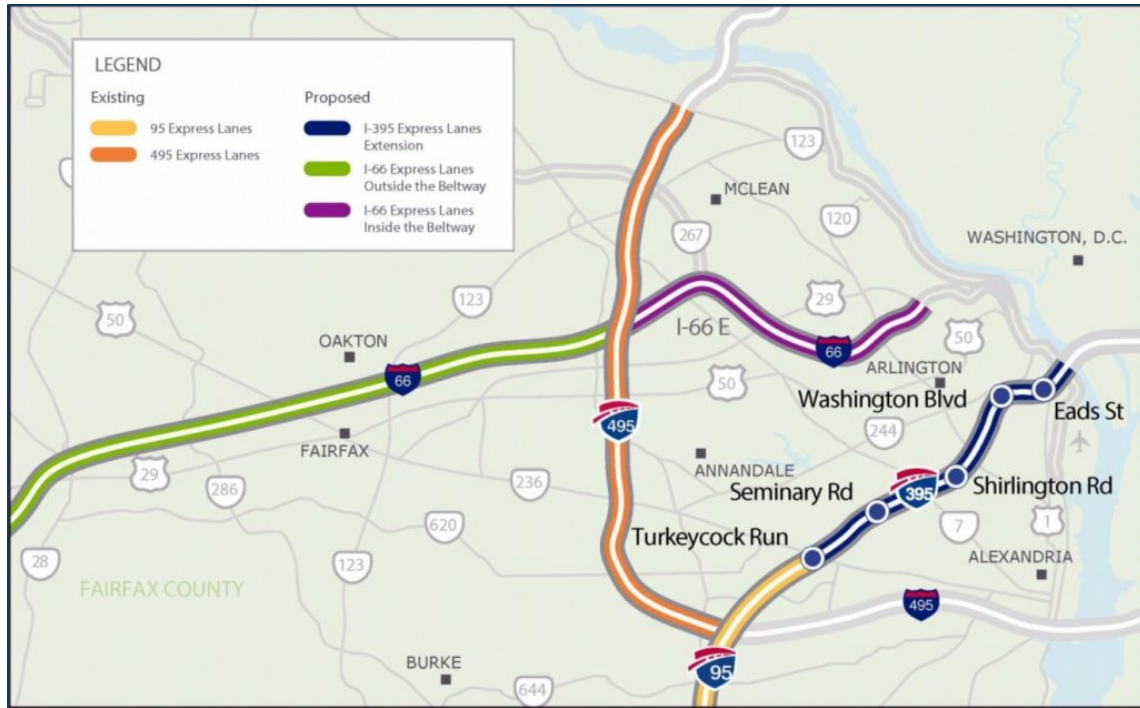 LEGEND
Existing
95 Express Lanes
495 Express Lanes
Proposed
I-395 Express Lanes
Extension
I-66 Express Lanes
Outside the Beltway
I-66 Express Lanes
Inside the Beltway
123
MCLEAN
120
267
WASHINGTON, D.C.
50
123
29
OAKTON
I-66 E
66
50
66
50
ARLINGTON
Washington Blvd
Eads St
495
FAIRFAX
244
ANNANDALE
29
286
236
Seminary Rd
395
Shirlington Rd
620
7
1
Turkeycock Run
28
123
ALEXANDRIA
FAIRFAX COUNTY
495
BURKE
95
644